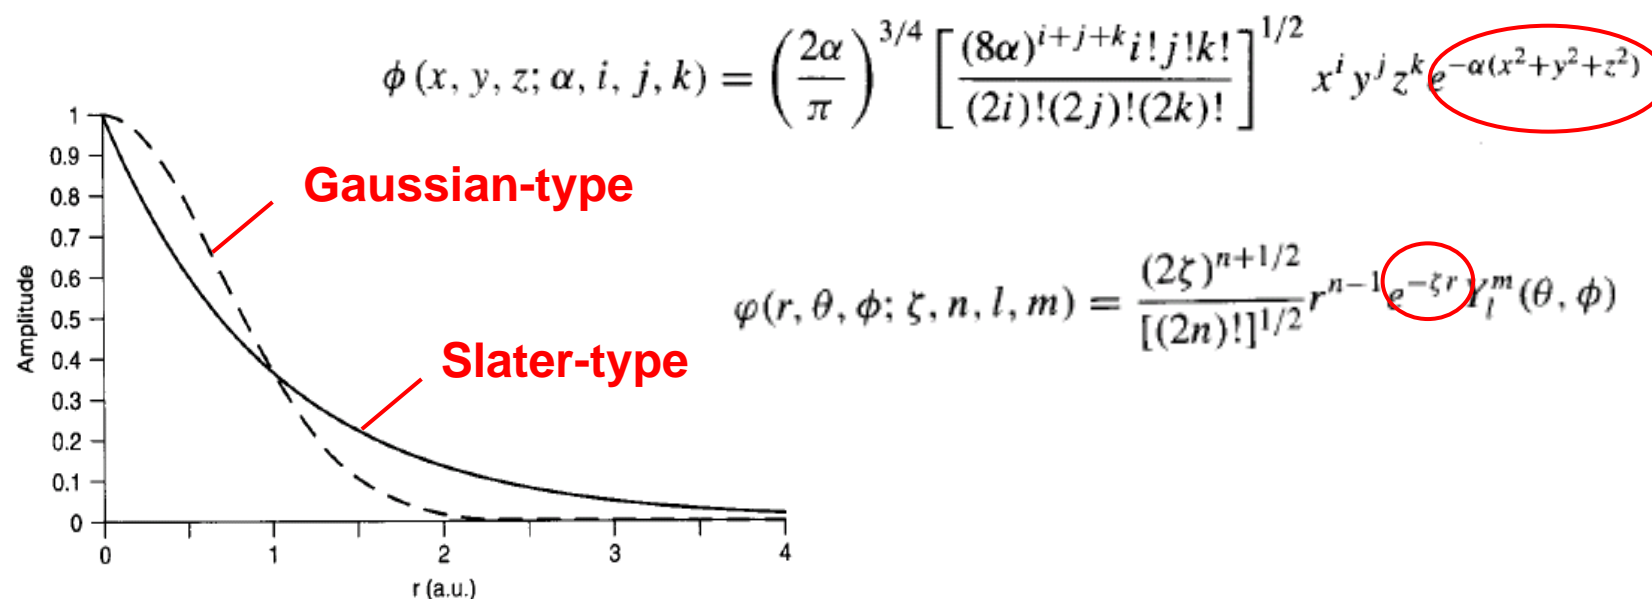 ϕ (x, y, z; α, i, j, k) = (2α/π)^{3/4} [(8α)^{i+j+k} i! j! k! / (2i)!(2j)!(2k)!]^{1/2} x^i y^j z^k e^{−α(x²+y²+z²)}
1
0.9
Gaussian-type
0.8
0.7
0.6
φ(r, θ, ϕ; ζ, n, l, m) = (2ζ)^{n+1/2} / [(2n)!]^{1/2} r^{n−1} e^{−ζr} Y_l^m (θ, ϕ)
0.5
Amplitude
0.4
Slater-type
0.3
0.2
0.1
0
0 1 2 3 4
r (a.u.)